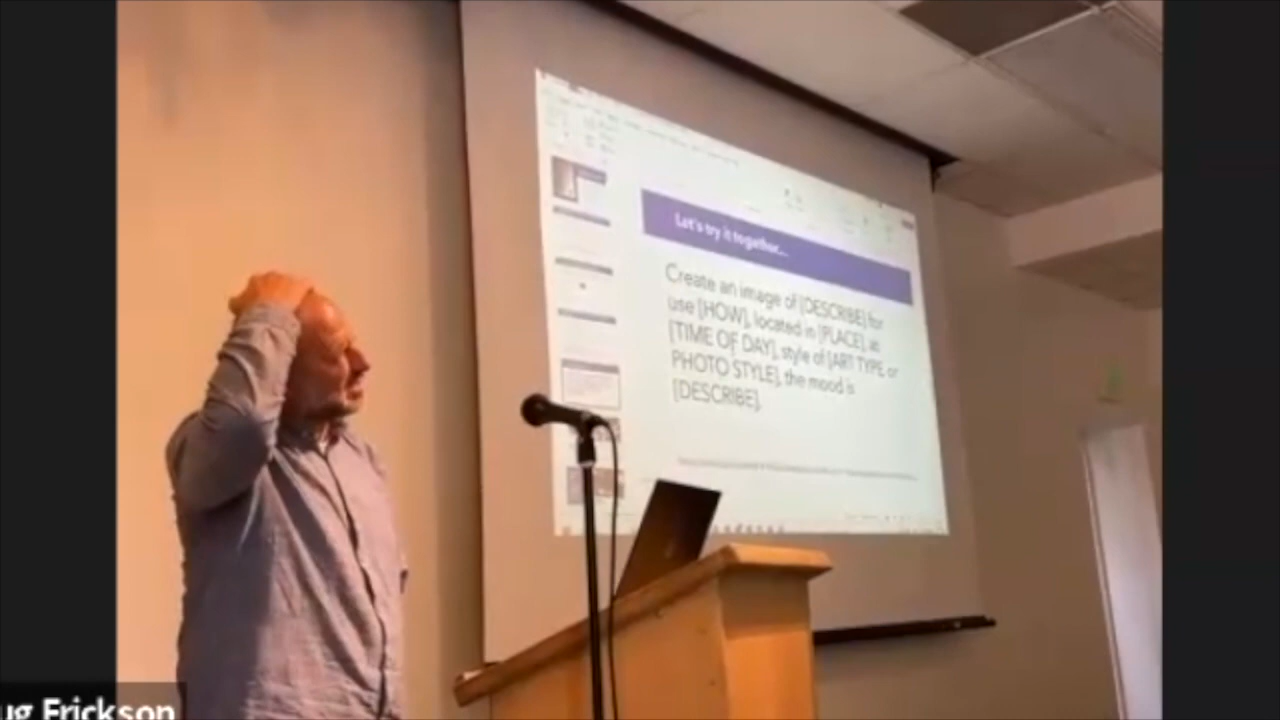 Let's try it together...
Create an image of [DESCRIBE] for
use [HOW], located in [PLACE], at
[TIME OF DAY], style of [ART TYPE or
PHOTO STYLE], the mood is
[DESCRIBE].
ug Erickson